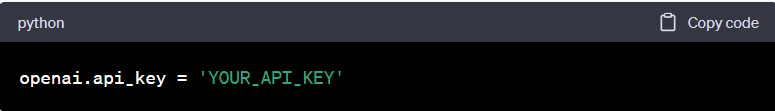 python
Copy code
openai.api_key = 'YOUR_API_KEY'